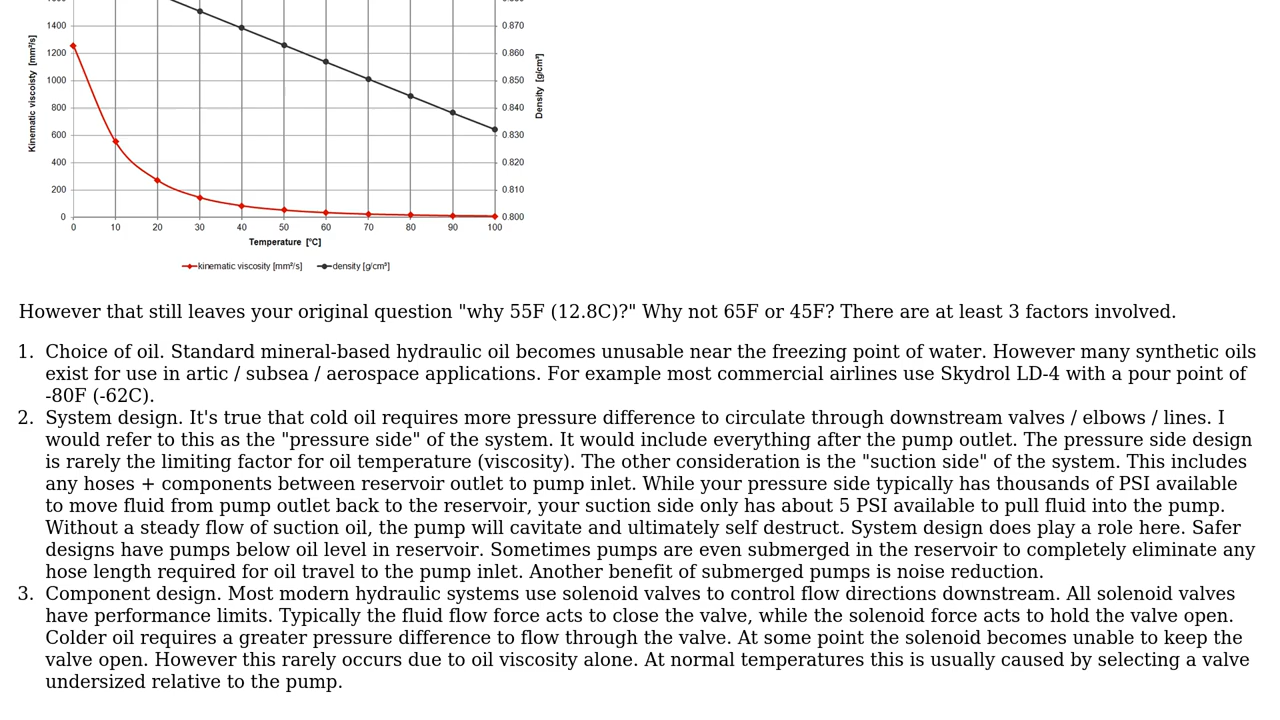 1400
1200
1000
800
600
400
200
0
Kinematic viscoisty [mm²/s]
0.870
0.860
0.850
0.840
0.830
0.820
0.810
0.800
Density [g/cm³]
0 10 20 30 40 50 60 70 80 90 100
Temperature [°C]
kinematic viscosity [mm²/s] density [g/cm³]
However that still leaves your original question "why 55F (12.8C)?" Why not 65F or 45F? There are at least 3 factors involved.
1. Choice of oil. Standard mineral-based hydraulic oil becomes unusable near the freezing point of water. However many synthetic oils
exist for use in artic / subsea / aerospace applications. For example most commercial airlines use Skydrol LD-4 with a pour point of
-80F (-62C).
2. System design. It's true that cold oil requires more pressure difference to circulate through downstream valves / elbows / lines. I
would refer to this as the "pressure side" of the system. It would include everything after the pump outlet. The pressure side design
is rarely the limiting factor for oil temperature (viscosity). The other consideration is the "suction side" of the system. This includes
any hoses + components between reservoir outlet to pump inlet. While your pressure side typically has thousands of PSI available
to move fluid from pump outlet back to the reservoir, your suction side only has about 5 PSI available to pull fluid into the pump.
Without a steady flow of suction oil, the pump will cavitate and ultimately self destruct. System design does play a role here. Safer
designs have pumps below oil level in reservoir. Sometimes pumps are even submerged in the reservoir to completely eliminate any
hose length required for oil travel to the pump inlet. Another benefit of submerged pumps is noise reduction.
3. Component design. Most modern hydraulic systems use solenoid valves to control flow directions downstream. All solenoid valves
have performance limits. Typically the fluid flow force acts to close the valve, while the solenoid force acts to hold the valve open.
Colder oil requires a greater pressure difference to flow through the valve. At some point the solenoid becomes unable to keep the
valve open. However this rarely occurs due to oil viscosity alone. At normal temperatures this is usually caused by selecting a valve
undersized relative to the pump.